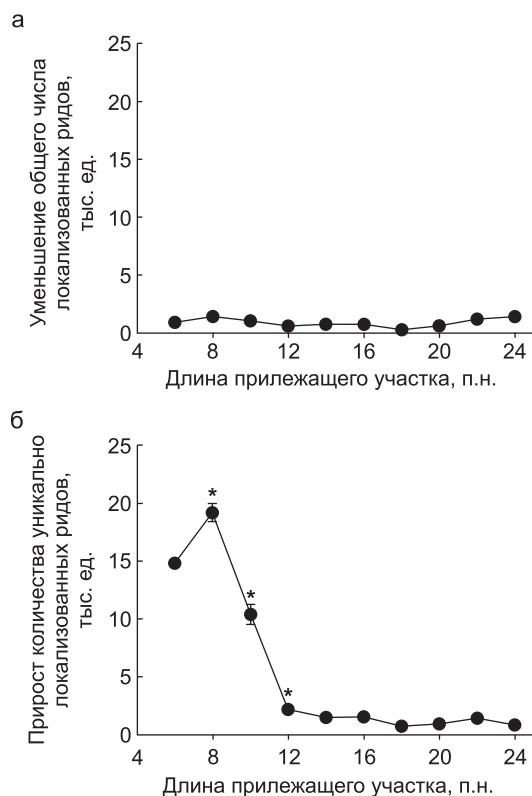 а
Уменьшение общего числа
локализованных ридов,
тыс. ед.
25
20
15
10
5
0
4 8 12 16 20 24
Длина прилежащего участка, п.н.
б
Прирост количества уникально
локализованных ридов,
тыс. ед.
25
20
*
15
*
10
5
*
0
4 8 12 16 20 24
Длина прилежащего участка, п.н.